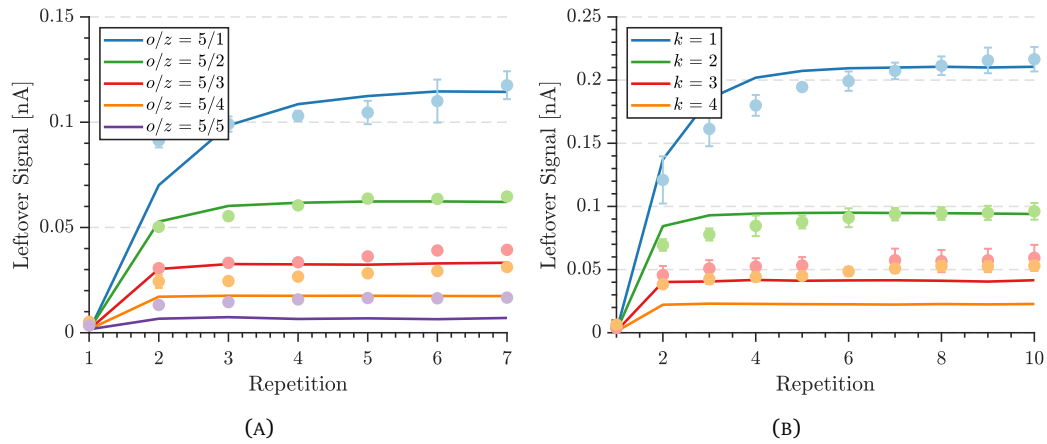 0.15
0.1
0.05
0
Leftover Signal [nA]
o/z = 5/1
o/z = 5/2
o/z = 5/3
o/z = 5/4
o/z = 5/5
1 2 3 4 5 6 7
Repetition
(A)
0.25
0.2
0.15
0.1
0.05
0
Leftover Signal [nA]
k = 1
k = 2
k = 3
k = 4
2 4 6 8 10
Repetition
(B)